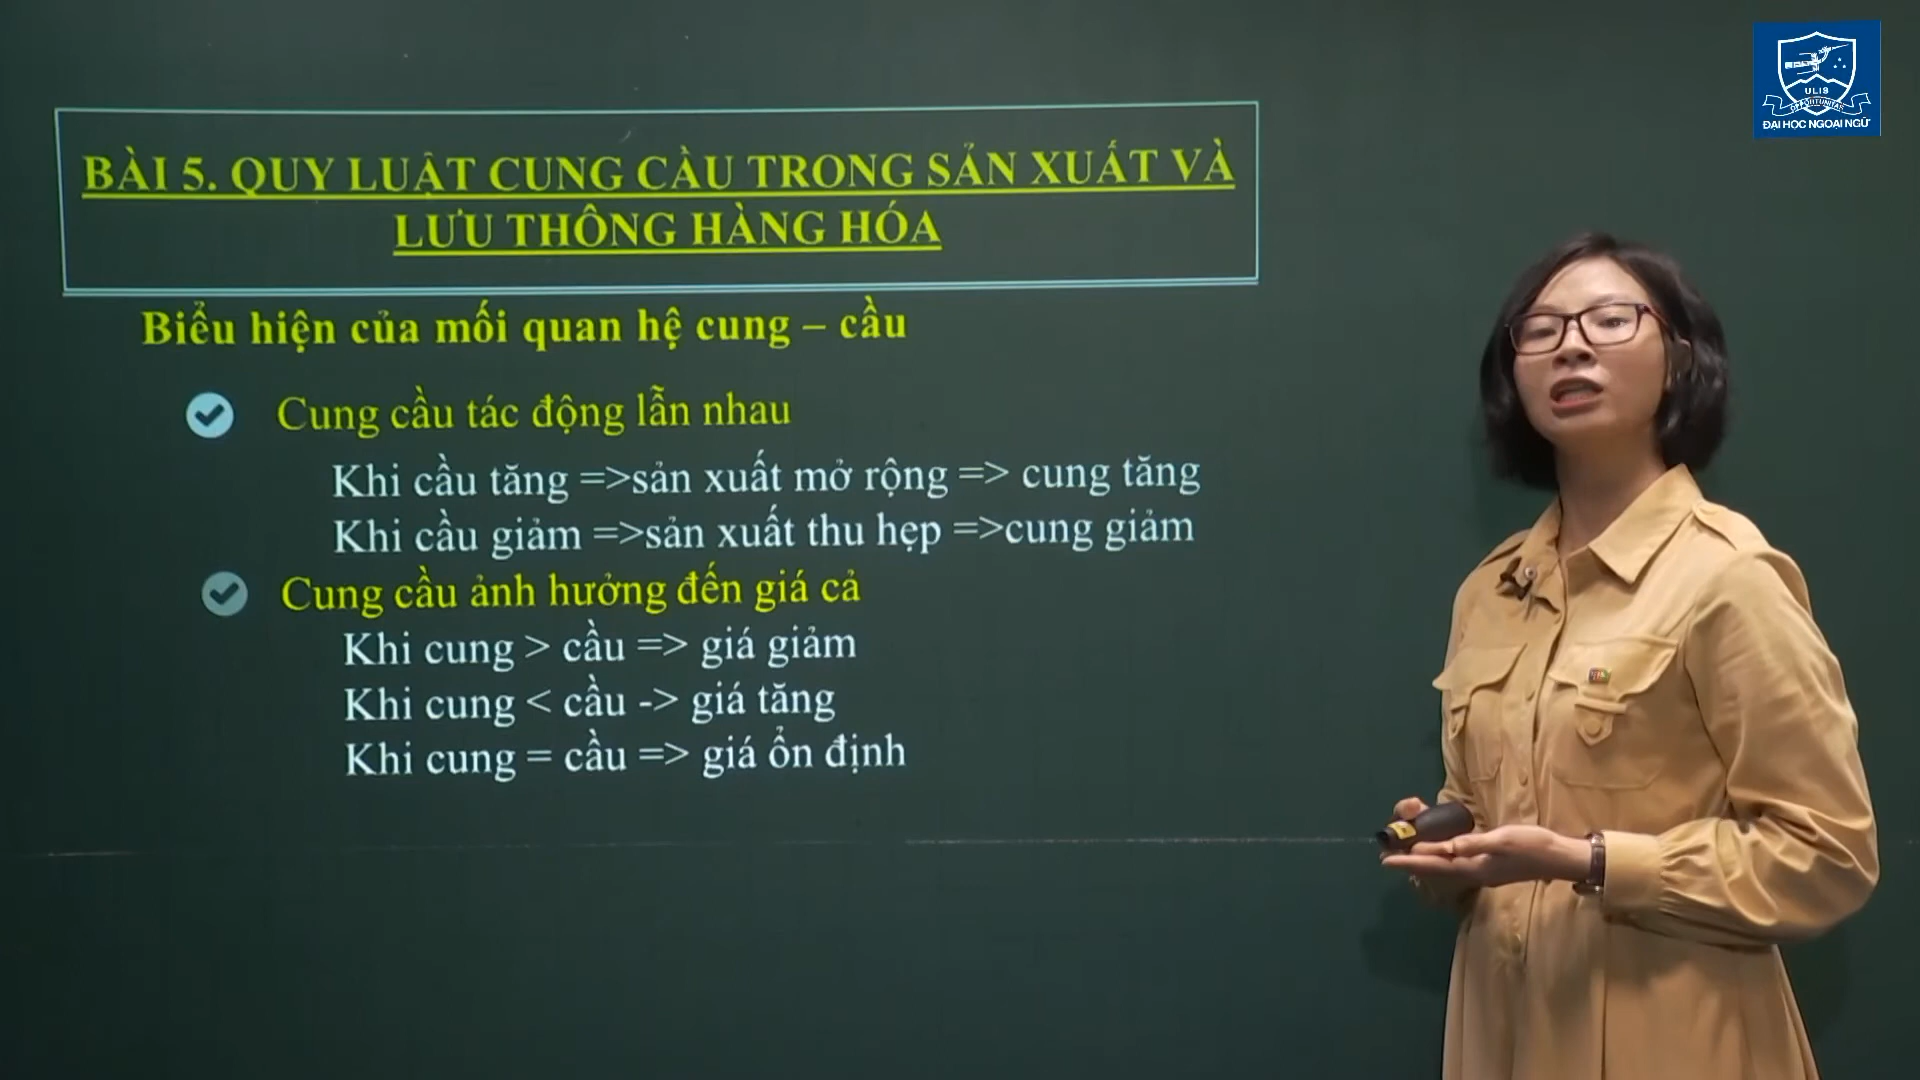 BÀI 5. QUY LUẬT CUNG CẦU TRONG SẢN XUẤT VÀ
LƯU THÔNG HÀNG HÓA
Biểu hiện của mối quan hệ cung – cầu
Cung cầu tác động lẫn nhau
Khi cầu tăng =>sản xuất mở rộng => cung tăng
Khi cầu giảm =>sản xuất thu hẹp =>cung giảm
Cung cầu ảnh hưởng đến giá cả
Khi cung > cầu => giá giảm
Khi cung < cầu -> giá tăng
Khi cung = cầu => giá ổn định
ULIS
OPPORTUNITAS
ĐẠI HỌC NGOẠI NGỮ